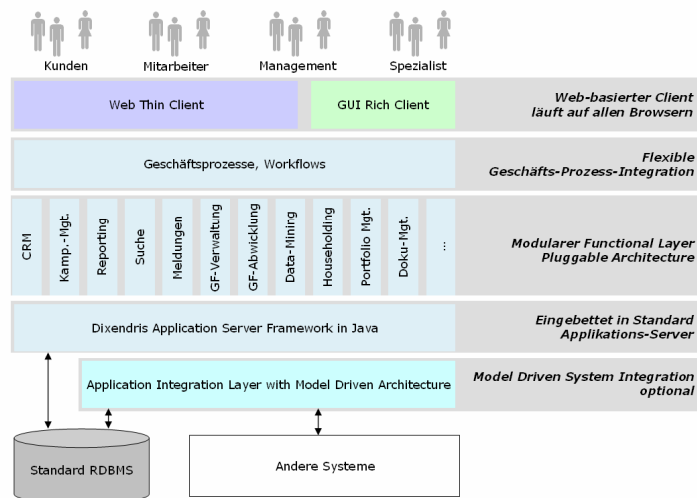 Kunden
Mitarbeiter
Management
Spezialist
Web Thin Client
GUI Rich Client
Web-basierter Client
läuft auf allen Browsern
Geschäftsprozesse, Workflows
Flexible
Geschäfts-Prozess-Integration
CRM
Kamp.-Mgt.
Reporting
Suche
Meldungen
GF-Verwaltung
GF-Abwicklung
Data-Mining
Householding
Portfolio Mgt.
Doku-Mgt.
...
Modularer Functional Layer
Pluggable Architecture
Dixendris Application Server Framework in Java
Eingebettet in Standard
Applikations-Server
Application Integration Layer with Model Driven Architecture
Model Driven System Integration
optional
Standard RDBMS
Andere Systeme